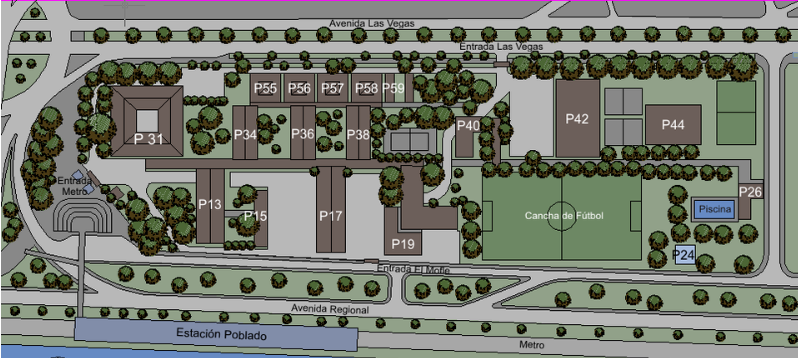 Avenida Las Vegas
Entrada Las Vegas
P55
P56
P57
P58
P59
P 31
P34
P36
P38
P40
P42
P44
Entrada
Metro
P13
P15
P17
P19
Cancha de Fútbol
Piscina
P26
P24
Entrada El Molle
Avenida Regional
Estación Poblado
Metro